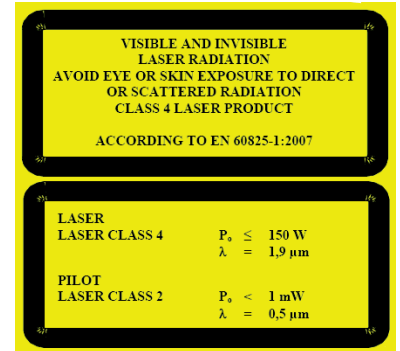 VISIBLE AND INVISIBLE
LASER RADIATION
AVOID EYE OR SKIN EXPOSURE TO DIRECT
OR SCATTERED RADIATION
CLASS 4 LASER PRODUCT
ACCORDING TO EN 60825-1:2007
LASER
LASER CLASS 4 Pₒ ≤ 150 W
λ = 1,9 µm
PILOT
LASER CLASS 2 Pₒ < 1 mW
λ = 0,5 µm